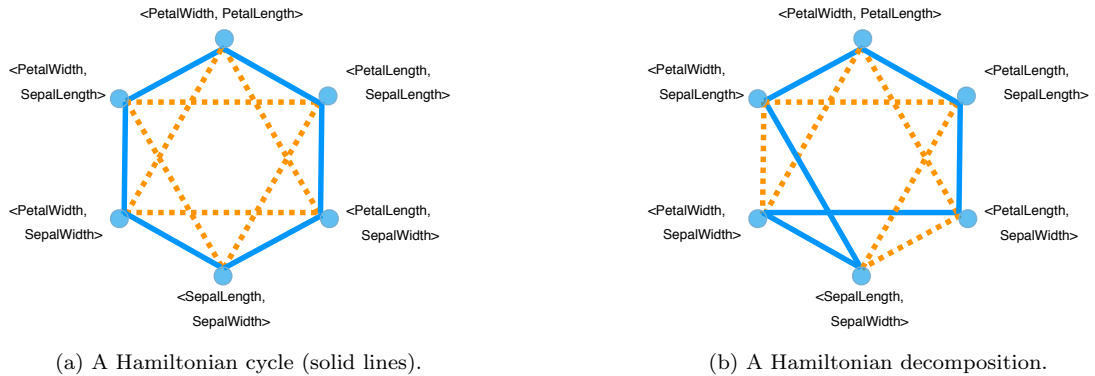 <PetalWidth, PetalLength>
<PetalWidth,
SepalLength>
<PetalLength,
SepalLength>
<PetalWidth,
SepalWidth>
<PetalLength,
SepalWidth>
<SepalLength,
SepalWidth>
(a) A Hamiltonian cycle (solid lines).
<PetalWidth, PetalLength>
<PetalWidth,
SepalLength>
<PetalLength,
SepalLength>
<PetalWidth,
SepalWidth>
<PetalLength,
SepalWidth>
<SepalLength,
SepalWidth>
(b) A Hamiltonian decomposition.